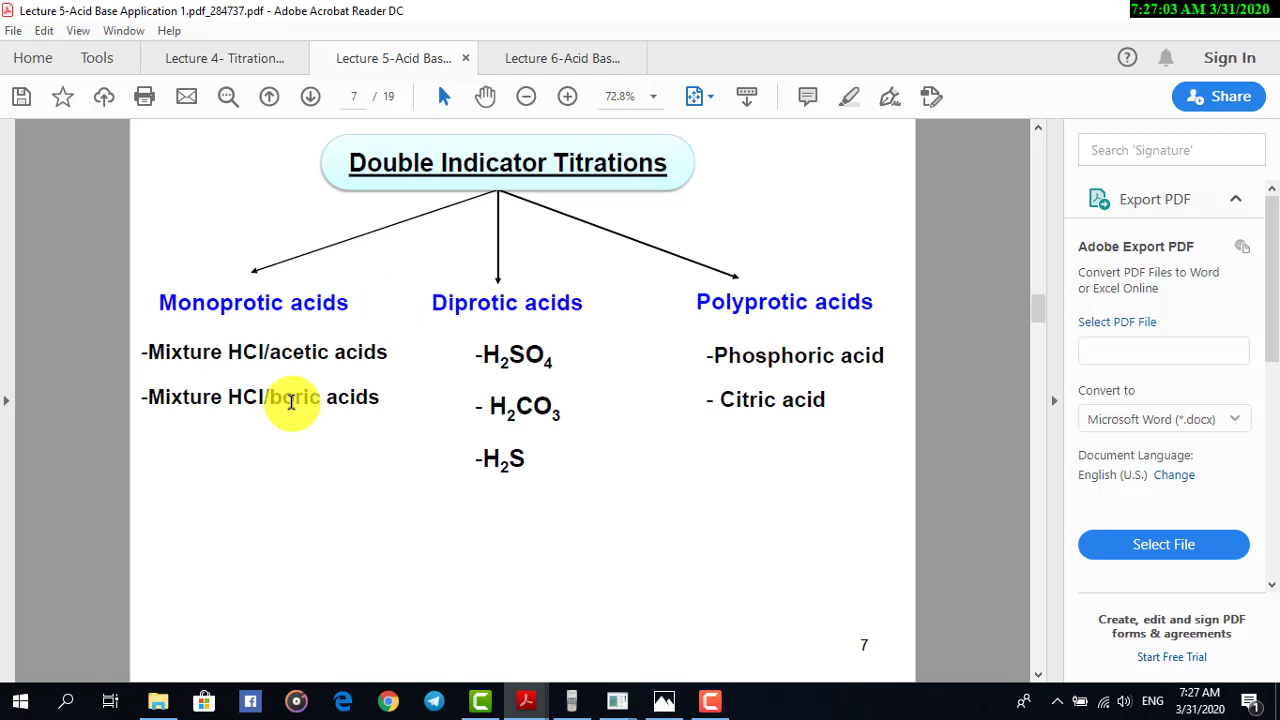 Lecture 5-Acid Base Application 1.pdf_284737.pdf - Adobe Acrobat Reader DC
7:27:03 AM 3/31/2020
File Edit View Window Help
Home Tools Lecture 4- Titration... Lecture 5-Acid Bas... × Lecture 6-Acid Bas... Sign In
7 / 19 72.8% Share
Double Indicator Titrations
Monoprotic acids
-Mixture HCl/acetic acids
-Mixture HCl/boric acids
Diprotic acids
-H₂SO₄
- H₂CO₃
-H₂S
Polyprotic acids
-Phosphoric acid
- Citric acid
7
Search 'Signature'
Export PDF
Adobe Export PDF
Convert PDF Files to Word
or Excel Online
Select PDF File
Convert to
Microsoft Word (*.docx)
Document Language:
English (U.S.) Change
Select File
Create, edit and sign PDF
forms & agreements
Start Free Trial
ENG
7:27 AM
3/31/2020
1